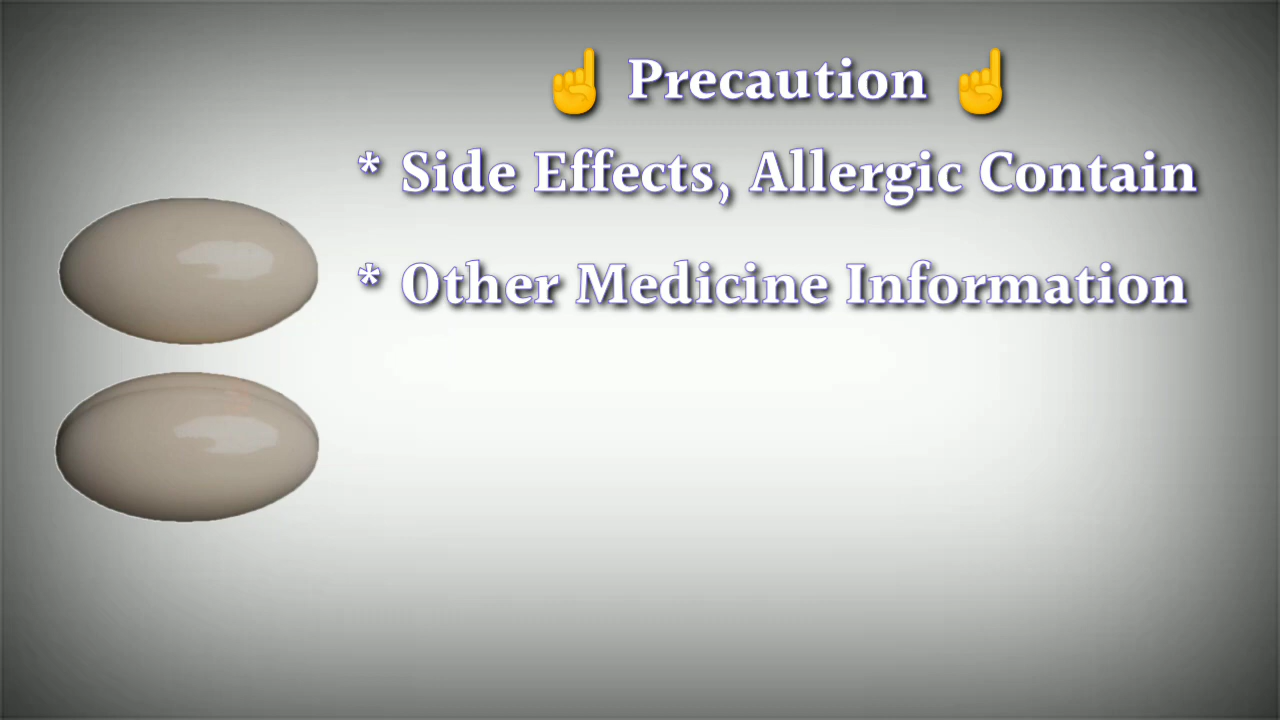 ☝ Precaution ☝
* Side Effects, Allergic Contain
* Other Medicine Information